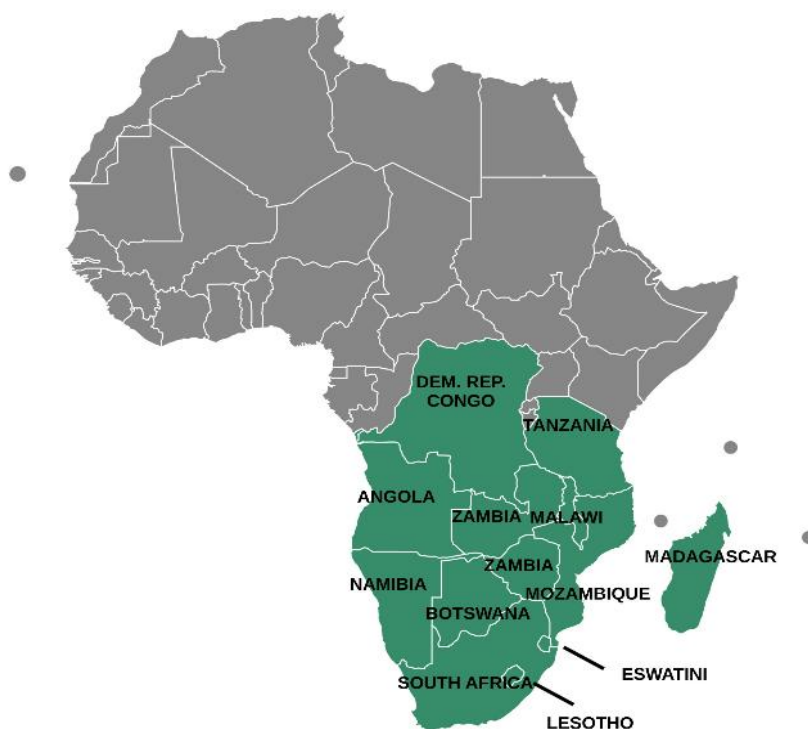 DEM. REP.
CONGO
TANZANIA
ANGOLA
ZAMBIA
MALAWI
ZAMBIA
MADAGASCAR
NAMIBIA
MOZAMBIQUE
BOTSWANA
ESWATINI
SOUTH AFRICA
LESOTHO